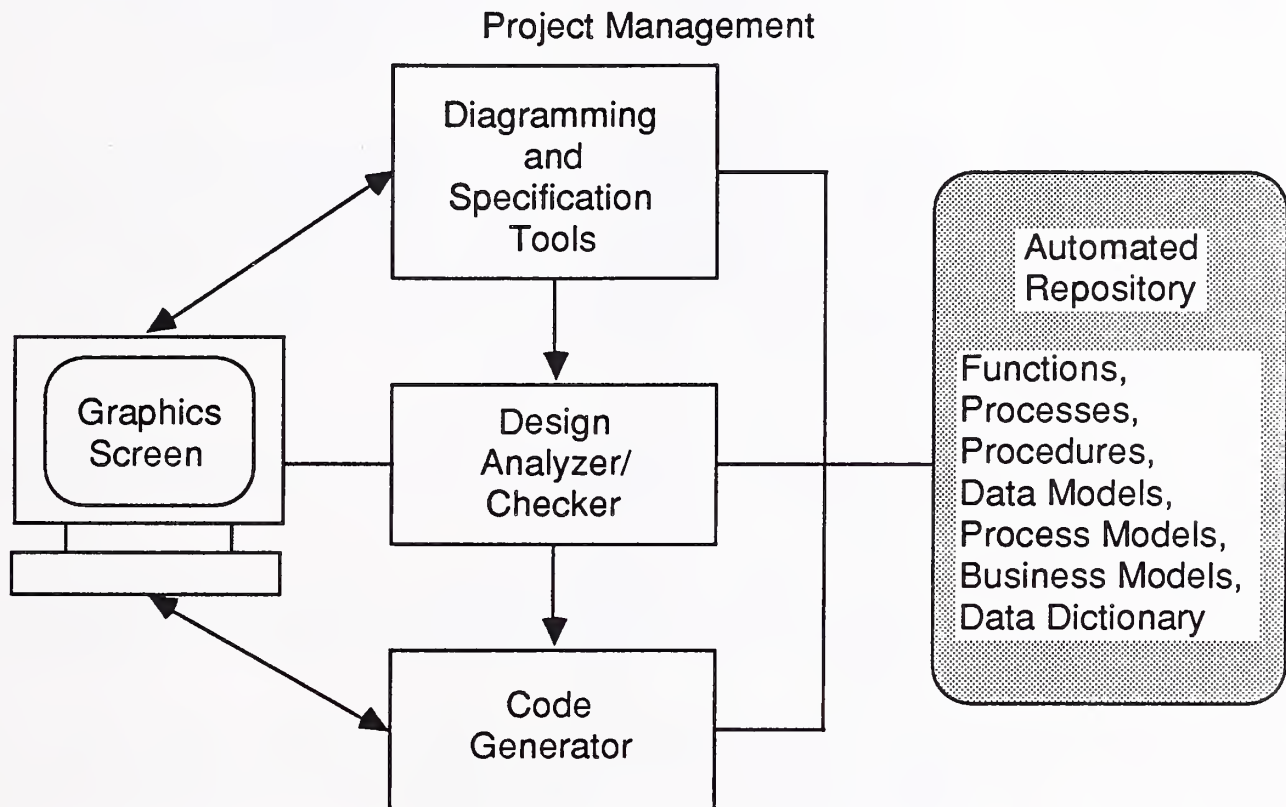 Project Management
Diagramming
and
Specification
Tools
Graphics
Screen
Design
Analyzer/
Checker
Code
Generator
Automated
Repository
Functions,
Processes,
Procedures,
Data Models,
Process Models,
Business Models,
Data Dictionary